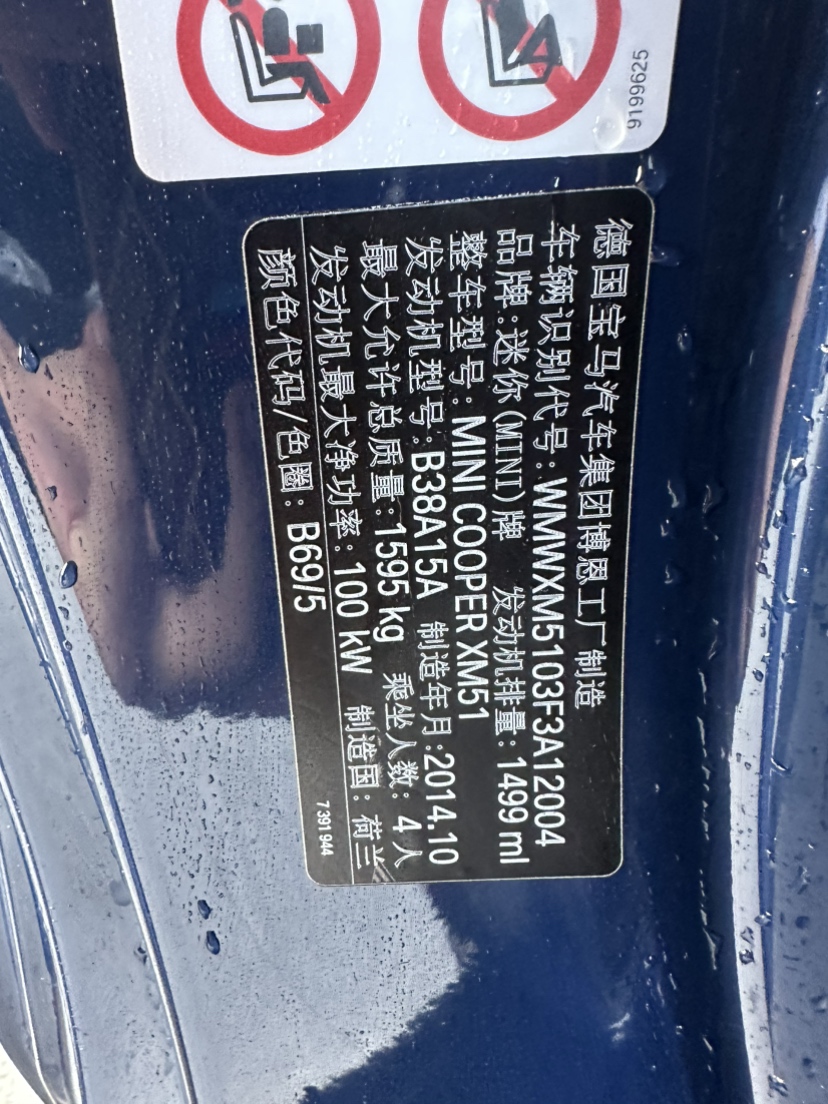 9199625
德国宝马汽车集团博恩工厂制造
车辆识别代号: WMWXM5103F3A12004
品牌: 迷你(MINI)牌 发动机排量: 1499 ml
整车型号: MINI COOPER XM51
发动机型号: B38A15A 制造年月: 2014.10
最大允许总质量: 1595 kg 乘坐人数: 4人
发动机最大净功率: 100 kW 制造国: 荷兰
颜色代码/色圈: B69/5 7 391 944